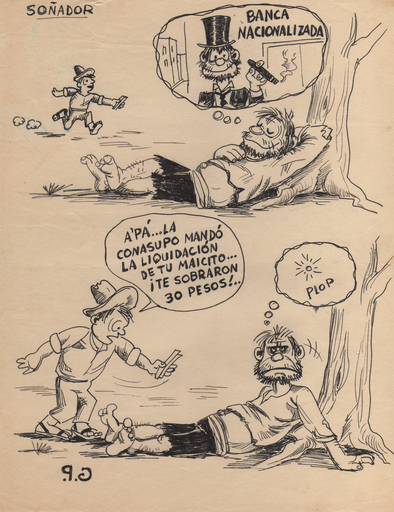 SOÑADOR
BANCA
NACIONALIZADA
A'PÁ...LA
CONASUPO MANDÓ
LA LIQUIDACIÓN
DE TU MAICITO...
¡TE SOBRARON
30 PESOS!..
PLOP
G.P.